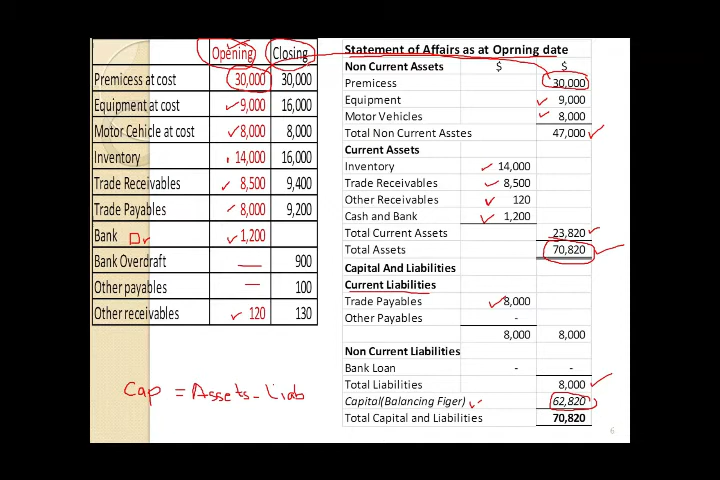 Opening Closing
Premicess at cost 30,000 30,000
Equipment at cost 9,000 16,000
Motor Cehicle at cost 8,000 8,000
Inventory 14,000 16,000
Trade Receivables 8,500 9,400
Trade Payables 8,000 9,200
Bank Dr 1,200
Bank Overdraft — 900
Other payables — 100
Other receivables 120 130
Cap = Assets - Liab
Statement of Affairs as at Oprning date
Non Current Assets $ $
Premicess 30,000
Equipment 9,000
Motor Vehicles 8,000
Total Non Current Asstes 47,000
Current Assets
Inventory 14,000
Trade Receivables 8,500
Other Receivables 120
Cash and Bank 1,200
Total Current Assets 23,820
Total Assets 70,820
Capital And Liabilities
Current Liabilities
Trade Payables 8,000
Other Payables -
8,000 8,000
Non Current Liabilities
Bank Loan - -
Total Liabilities 8,000
Capital(Balancing Figer) 62,820
Total Capital and Liabilities 70,820
6